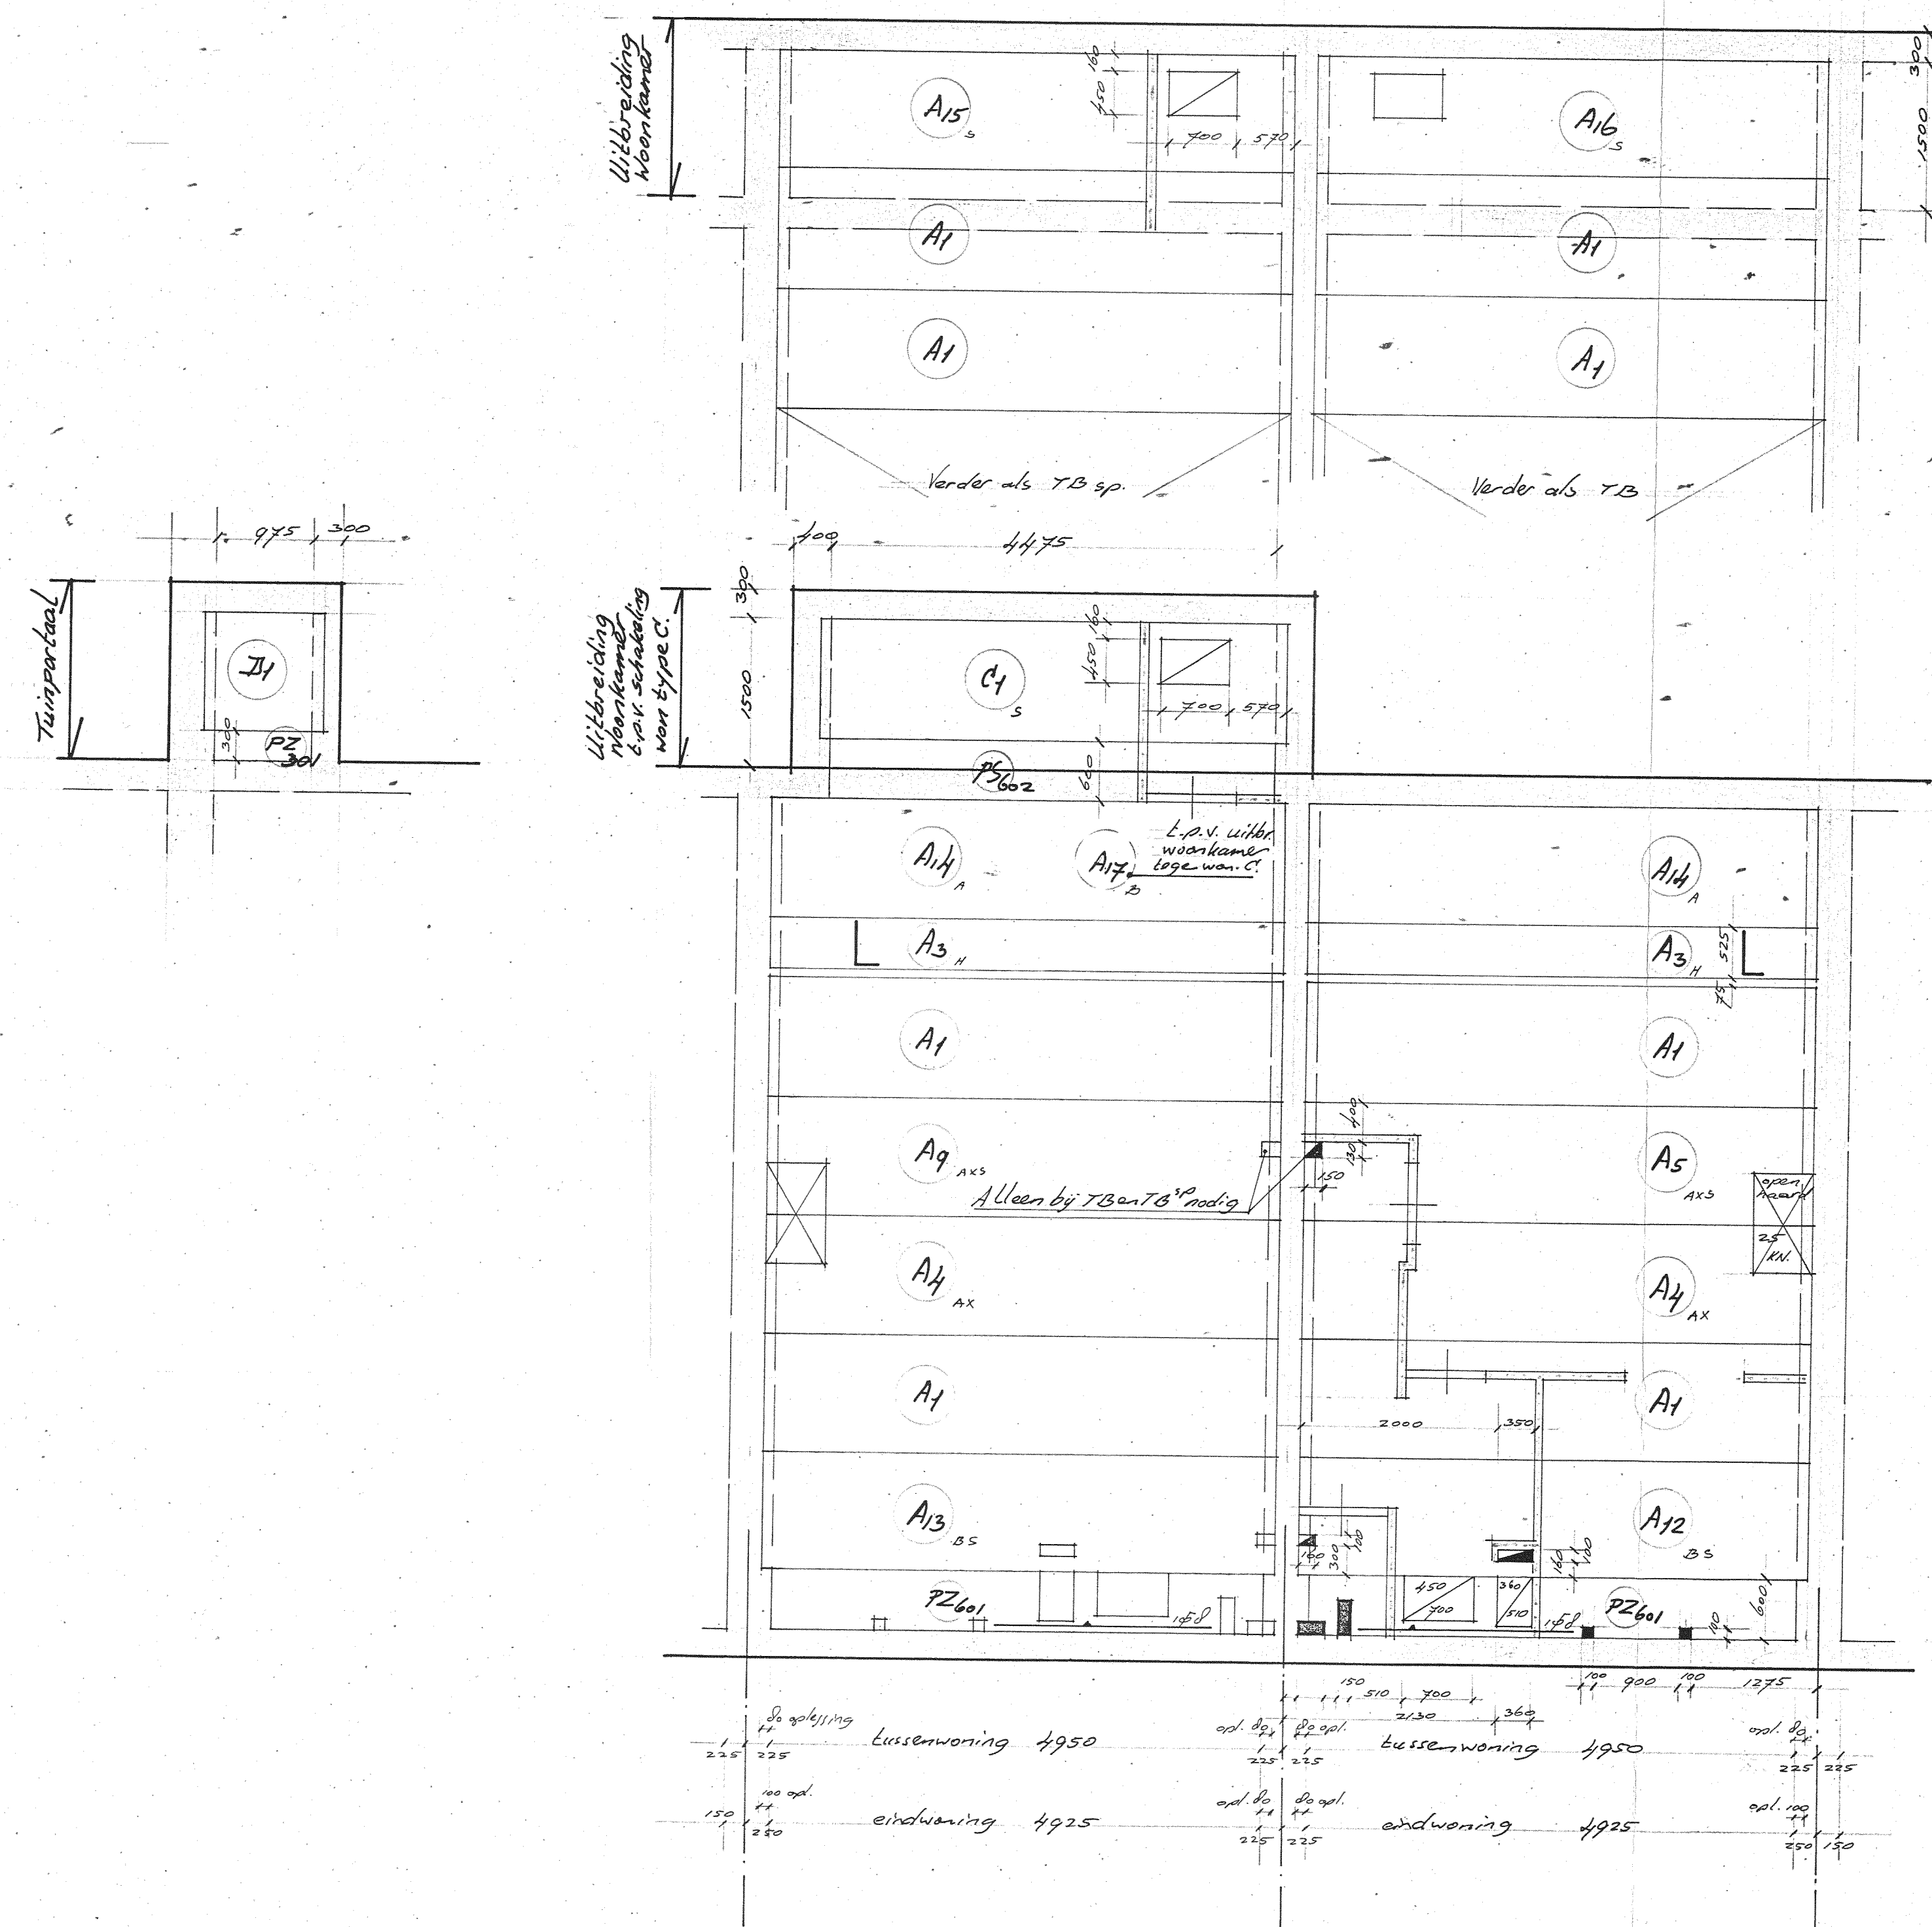 Uitbreiding
Woonkamer
A15 S
160
450
700 570
A16 S
300
1500
A1
A1
A1
A1
Verder als TB sp.
Verder als TB
Tuinportaal
975 300
D1
300
PZ 301
Uitbreiding
Woonkamer
t.p.v. schakeling
won type C.
400 4475
300
1500
C1 S
160
450
700 570
600
PS 602
t.p.v. uitbr.
woonkamer
tege won. C.
A14 A
A17 B
A14 A
A3 H
A3 H
525
75
A1
A1
400
130
150
A9 AXS
A5 AXS
Alleen bij TB en TB sp nodig
open
haard
25
KN.
A4 AX
A4 AX
A1
A1
2000 350
A13 BS
A12 BS
160
300
100
160
100
PZ601
158
450
700
360
510
158
PZ601
100
600
150
510 700
2130 360
100 900 100 1275
80 oplegging
225 225
tussenwoning 4950
opl. 80 80 opl.
225 225
tussenwoning 4950
opl. 80
225 225
100 opl.
150 250
eindwoning 4925
opl. 80 80 opl.
225 225
eindwoning 4925
opl. 100
250 150